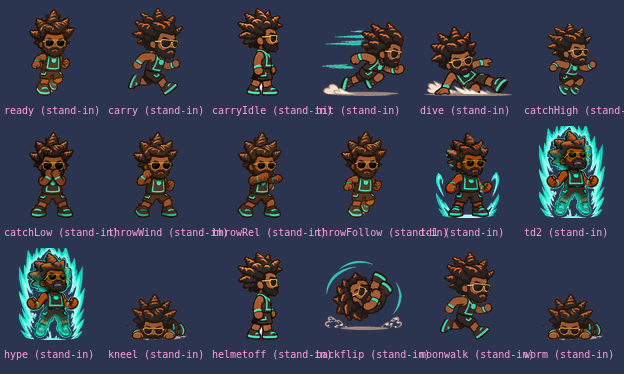 ready (stand-in)
carry (stand-in)
carryIdle (stand-in)
hit (stand-in)
dive (stand-in)
catchHigh (stand-
catchLow (stand-in)
throwWind (stand-in)
throwRel (stand-in)
throwFollow (stand-in)
td1 (stand-in)
td2 (stand-in)
hype (stand-in)
kneel (stand-in)
helmetoff (stand-in)
backflip (stand-in)
moonwalk (stand-in)
worm (stand-in)